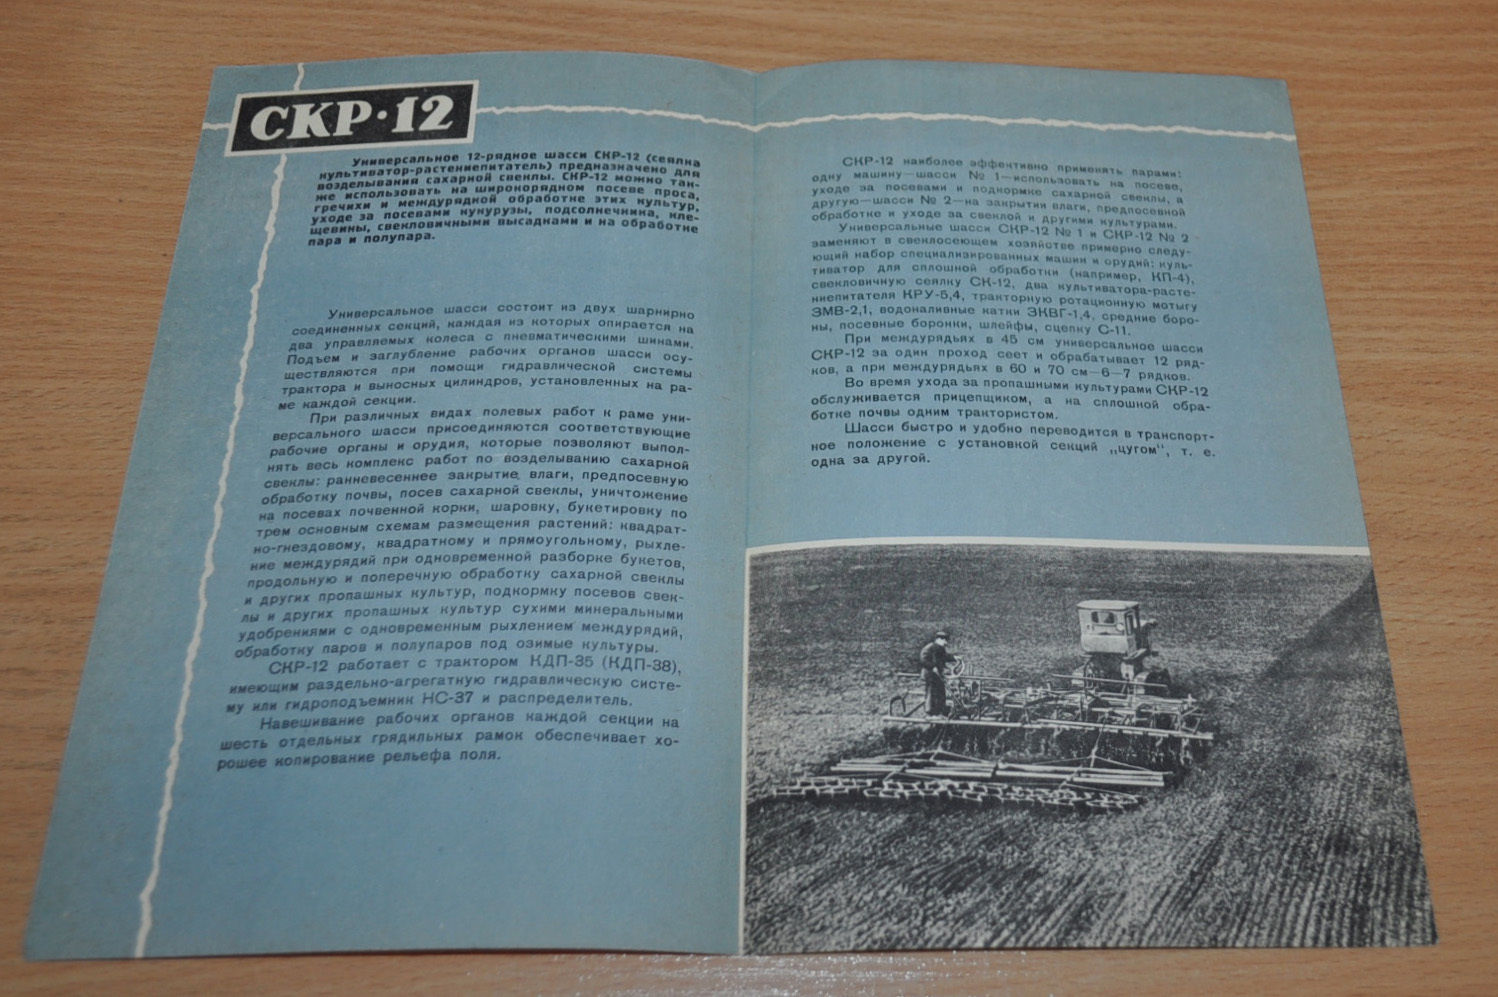 СКР·12
Универсальное 12-рядное шасси СКР-12 (сеялка
культиватор-растениепитатель) предназначено для
возделывания сахарной свеклы. СКР-12 можно так-
же использовать на широкорядном посеве проса,
гречихи и междурядной обработке этих культур,
уходе за посевами кукурузы, подсолнечника, кле-
щевины, свекловичными высадками и на обработке
пара и полупара.
Универсальное шасси состоит из двух шарнирно
соединенных секций, каждая из которых опирается на
два управляемых колеса с пневматическими шинами.
Подъем и заглубление рабочих органов шасси осу-
ществляются при помощи гидравлической системы
трактора и выносных цилиндров, установленных на ра-
ме каждой секции.
При различных видах полевых работ к раме уни-
версального шасси присоединяются соответствующие
рабочие органы и орудия, которые позволяют выпол-
нять весь комплекс работ по возделыванию сахарной
свеклы: ранневесеннее закрытие влаги, предпосевную
обработку почвы, посев сахарной свеклы, уничтожение
на посевах почвенной корки, шаровку, букетировку по
трем основным схемам размещения растений: квадрат-
но-гнездовому, квадратному и прямоугольному, рыхле-
ние междурядий при одновременной разборке букетов,
продольную и поперечную обработку сахарной свеклы
и других пропашных культур, подкормку посевов свек-
лы и других пропашных культур сухими минеральными
удобрениями с одновременным рыхлением междурядий,
обработку паров и полупаров под озимые культуры.
СКР-12 работает с трактором КДП-35 (КДП-38),
имеющим раздельно-агрегатную гидравлическую систе-
му или гидроподъемник НС-37 и распределитель.
Навешивание рабочих органов каждой секции на
шесть отдельных грядильных рамок обеспечивает хо-
рошее копирование рельефа поля.
СКР-12 наиболее эффективно применять парами:
одну машину—шасси № 1—использовать на посеве,
уходе за посевами и подкормке сахарной свеклы, а
другую—шасси № 2—на закрытии влаги, предпосевной
обработке и уходе за свеклой и другими культурами.
Универсальные шасси СКР-12 № 1 и СКР-12 № 2
заменяют в свеклосеющем хозяйстве примерно следу-
ющий набор специализированных машин и орудий: куль-
тиватор для сплошной обработки (например, КП-4),
свекловичную сеялку СК-12, два культиватора-расте-
ниепитателя КРУ-5,4, тракторную ротационную мотыгу
ЗМВ-2,1, водоналивные катки ЗКВГ-1,4, средние боро-
ны, посевные боронки, шлейфы, сцепку С-11.
При междурядьях в 45 см универсальное шасси
СКР-12 за один проход сеет и обрабатывает 12 ряд-
ков, а при междурядьях в 60 и 70 см—6—7 рядков.
Во время ухода за пропашными культурами СКР-12
обслуживается прицепщиком, а на сплошной обра-
ботке почвы одним трактористом.
Шасси быстро и удобно переводится в транспорт-
ное положение с установкой секций „цугом", т. е.
одна за другой.